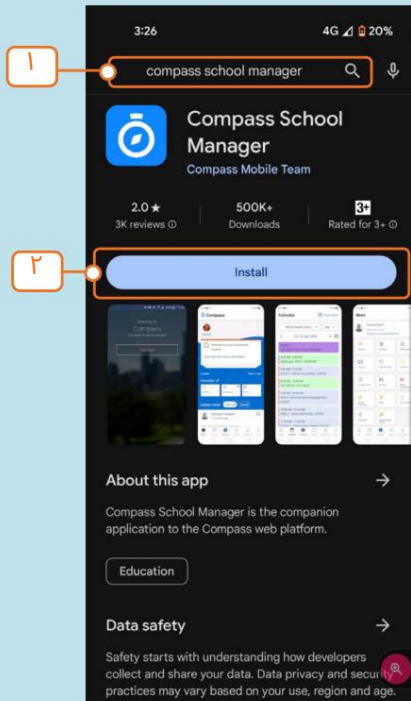 3:26 4G 20%
۱
compass school manager
Compass School
Manager
Compass Mobile Team
2.0★ 500K+ 3+
3K reviews Downloads Rated for 3+
۲
Install
About this app →
Compass School Manager is the companion
application to the Compass web platform.
Education
Data safety →
Safety starts with understanding how developers
collect and share your data. Data privacy and security
practices may vary based on your use, region and age.